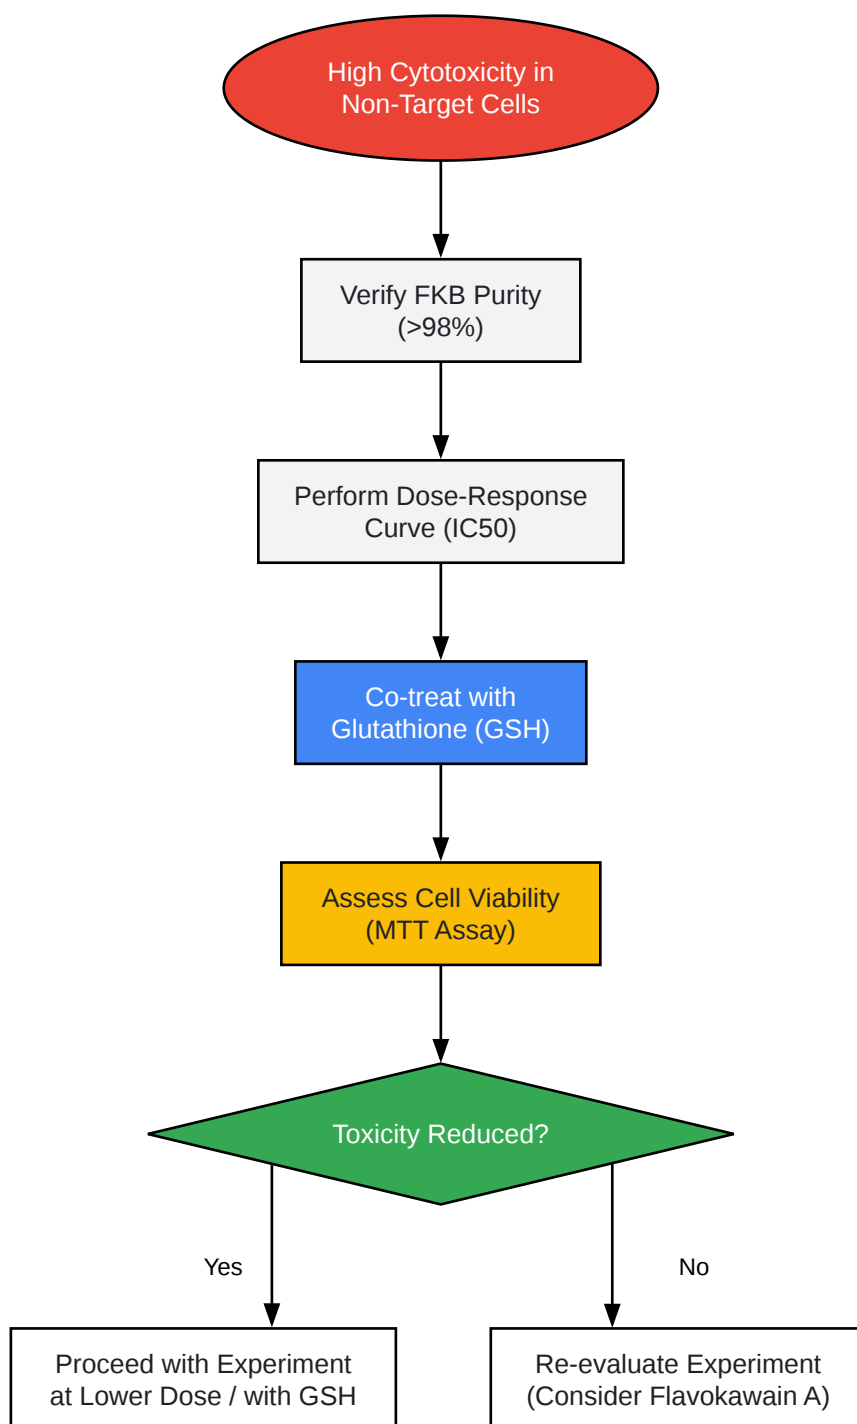 High Cytotoxicity in
Non-Target Cells
Verify FKB Purity
(>98%)
Perform Dose-Response
Curve (IC50)
Co-treat with
Glutathione (GSH)
Assess Cell Viability
(MTT Assay)
Toxicity Reduced?
Yes
No
Proceed with Experiment
at Lower Dose / with GSH
Re-evaluate Experiment
(Consider Flavokawain A)